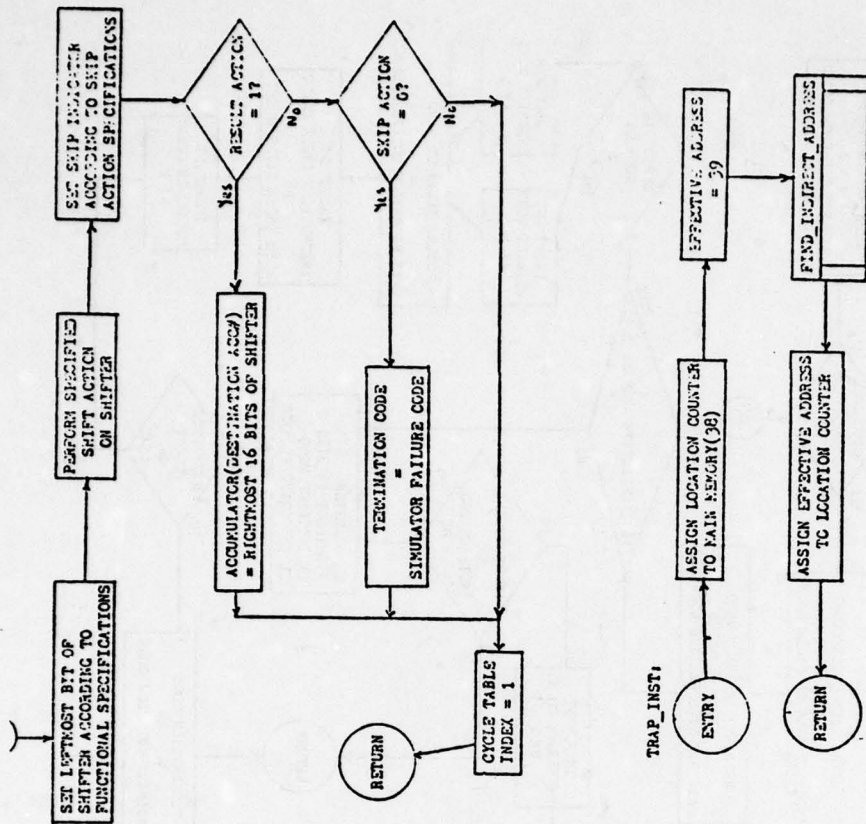 SET LEFTMOST BIT OF
SHIFTER ACCORDING TO
FUNCTIONAL SPECIFICATIONS
PERFORM SPECIFIED
SHIFT ACTION
ON SHIFTER
SET SKIP INDICATOR
ACCORDING TO SKIP
ACTION SPECIFICATIONS
RESULT ACTION
= 1?
Yes
No
ACCUMULATOR(DESTINATION ACC#)
= RIGHTMOST 16 BITS OF SHIFTER
SKIP ACTION
= 0?
Yes
No
TERMINATION CODE
=
SIMULATOR FAILURE CODE
CYCLE TABLE
INDEX = 1
RETURN
TRAP_INST:
ENTRY
ASSIGN LOCATION COUNTER
TO MAIN MEMORY(38)
EFFECTIVE ADDRESS
= 39
FIND_INDIRECT_ADDRESS
ASSIGN EFFECTIVE ADDRESS
TO LOCATION COUNTER
RETURN